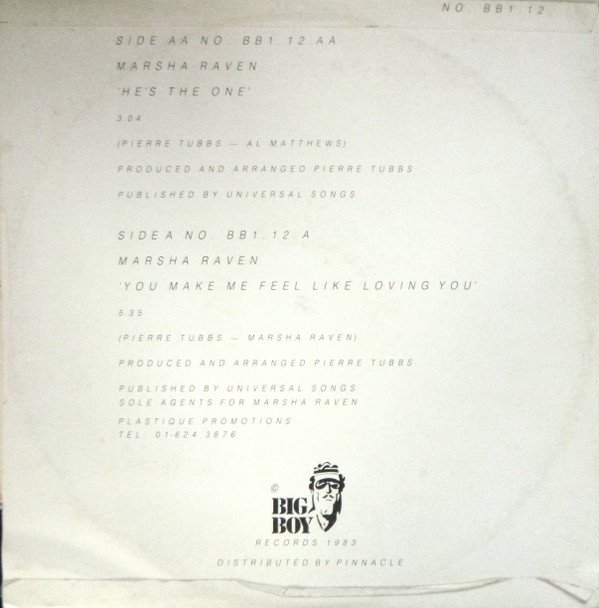 NO. BB1.12
SIDE AA NO. BB1.12.AA
MARSHA RAVEN
'HE'S THE ONE'
3.04
(PIERRE TUBBS — AL MATTHEWS)
PRODUCED AND ARRANGED PIERRE TUBBS
PUBLISHED BY UNIVERSAL SONGS
SIDE A NO. BB1.12.A
MARSHA RAVEN
'YOU MAKE ME FEEL LIKE LOVING YOU'
5.35
(PIERRE TUBBS — MARSHA RAVEN)
PRODUCED AND ARRANGED PIERRE TUBBS
PUBLISHED BY UNIVERSAL SONGS
SOLE AGENTS FOR MARSHA RAVEN
PLASTIQUE PROMOTIONS
TEL: 01-624 3876
©
BIG
BOY
RECORDS 1983
DISTRIBUTED BY PINNACLE